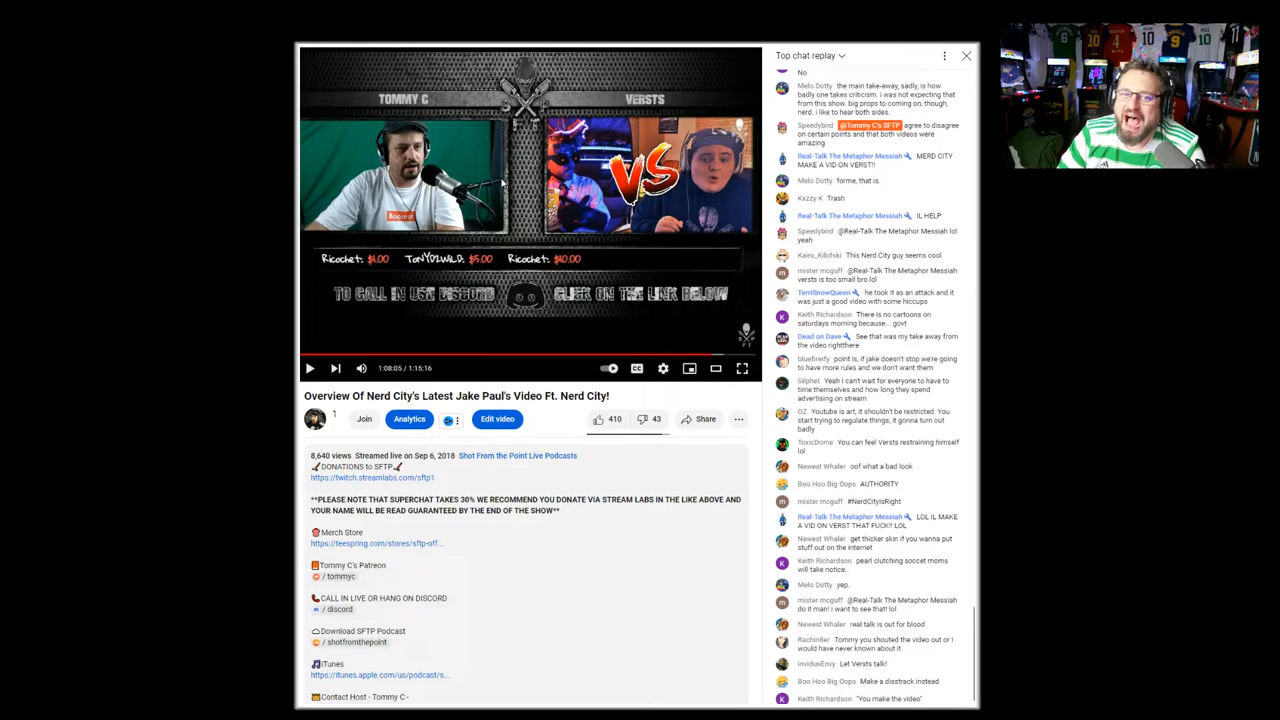 TOMMY C
VERSTS
VS
Boomer
Ricochet: $1.00 TonyD2Wild: $5.00 Ricochet: $10.00
TO CALL IN USE DISCORD CLICK ON THE LINK BELOW
1:08:05 / 1:15:16
Overview Of Nerd City's Latest Jake Paul's Video Ft. Nerd City!
1
Join
Analytics
Edit video
410
43
Share
8,640 views Streamed live on Sep 6, 2018 Shot From the Point Live Podcasts
DONATIONS to SFTP
https://twitch.streamlabs.com/sftp1
**PLEASE NOTE THAT SUPERCHAT TAKES 30% WE RECOMMEND YOU DONATE VIA STREAM LABS IN THE LIKE ABOVE AND
YOUR NAME WILL BE READ GUARANTEED BY THE END OF THE SHOW**
Merch Store
https://teespring.com/stores/sftp-off...
Tommy C's Patreon
/ tommyc
CALL IN LIVE OR HANG ON DISCORD
/ discord
Download SFTP Podcast
/ shotfromthepoint
iTunes
https://itunes.apple.com/us/podcast/s...
Contact Host - Tommy C -
Top chat replay
No
Melo Dotty the main take-away, sadly, is how
badly one takes criticism. i was not expecting that
from this show. big props to coming on, though,
nerd. i like to hear both sides.
Speedybird @Tommy C's SFTP agree to disagree
on certain points and that both videos were
amazing
Real-Talk The Metaphor Messiah MERD CITY
MAKE A VID ON VERST!!
Melo Dotty forme, that is.
Kxzzy K Trash
Real-Talk The Metaphor Messiah IL HELP
Speedybird @Real-Talk The Metaphor Messiah lol
yeah
Kairu_Kilofski This Nerd City guy seems cool
mister mcguff @Real-Talk The Metaphor Messiah
versts is too small bro lol
TerriSnowQueen he took it as an attack and it
was just a good video with some hiccups
Keith Richardson There is no cartoons on
saturdays morning because... govt
Dead on Dave See that was my take away from
the video rightthere
bluefireify point is, if jake doesn't stop we're going
to have more rules and we don't want them
Silphet Yeah I can't wait for everyone to have to
time themselves and how long they spend
advertising on stream
OZ Youtube is art, it shouldn't be restricted. You
start trying to regulate things, it gonna turn out
badly
ToxicDome You can feel Versts restraining himself
lol
Newest Whaler oof what a bad look
Boo Hoo Big Oops AUTHORITY
mister mcguff #NerdCityIsRight
Real-Talk The Metaphor Messiah LOL IL MAKE
A VID ON VERST THAT FUCK!! LOL
Newest Whaler get thicker skin if you wanna put
stuff out on the internet
Keith Richardson pearl clutching soccet moms
will take notice..
Melo Dotty yep.
mister mcguff @Real-Talk The Metaphor Messiah
do it man! i want to see that! lol
Newest Whaler real talk is out for blood
Rachin8er Tommy you shouted the video out or I
would have never known about it.
InvidusEnvy Let Versts talk!
Boo Hoo Big Oops Make a disstrack instead
Keith Richardson "You make the video"